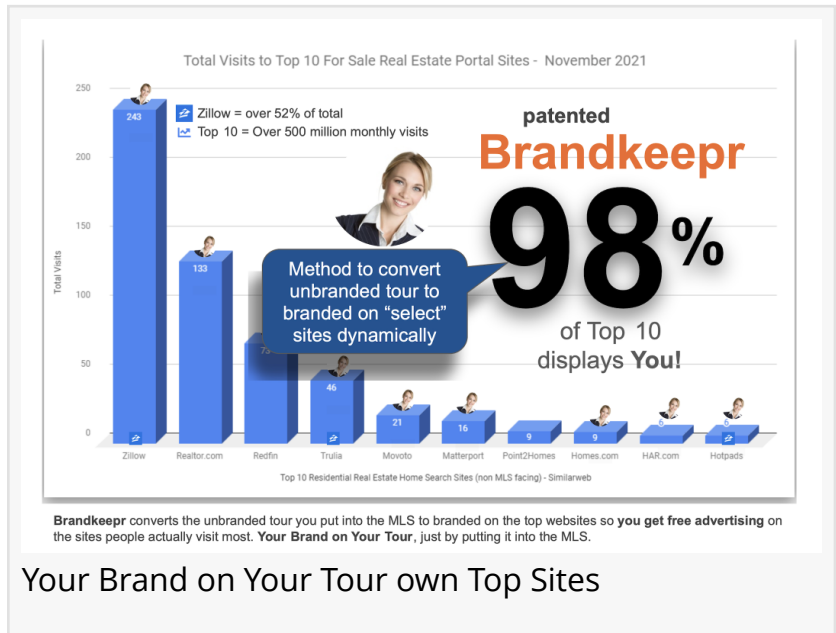 Total Visits to Top 10 For Sale Real Estate Portal Sites - November 2021
250
200
150
100
50
0
Total Visits
Zillow = over 52% of total
Top 10 = Over 500 million monthly visits
patented
Brandkeepr
98%
of Top 10
displays You!
Method to convert
unbranded tour to
branded on “select”
sites dynamically
243
133
46
21
16
9
9
6
6
Zillow
Realtor.com
Redfin
Trulia
Movoto
Matterport
Point2Homes
Homes.com
HAR.com
Hotpads
Top 10 Residential Real Estate Home Search Sites (non MLS facing) - Similarweb
Brandkeepr converts the unbranded tour you put into the MLS to branded on the top websites so you get free advertising on
the sites people actually visit most. Your Brand on Your Tour, just by putting it into the MLS.
Your Brand on Your Tour own Top Sites